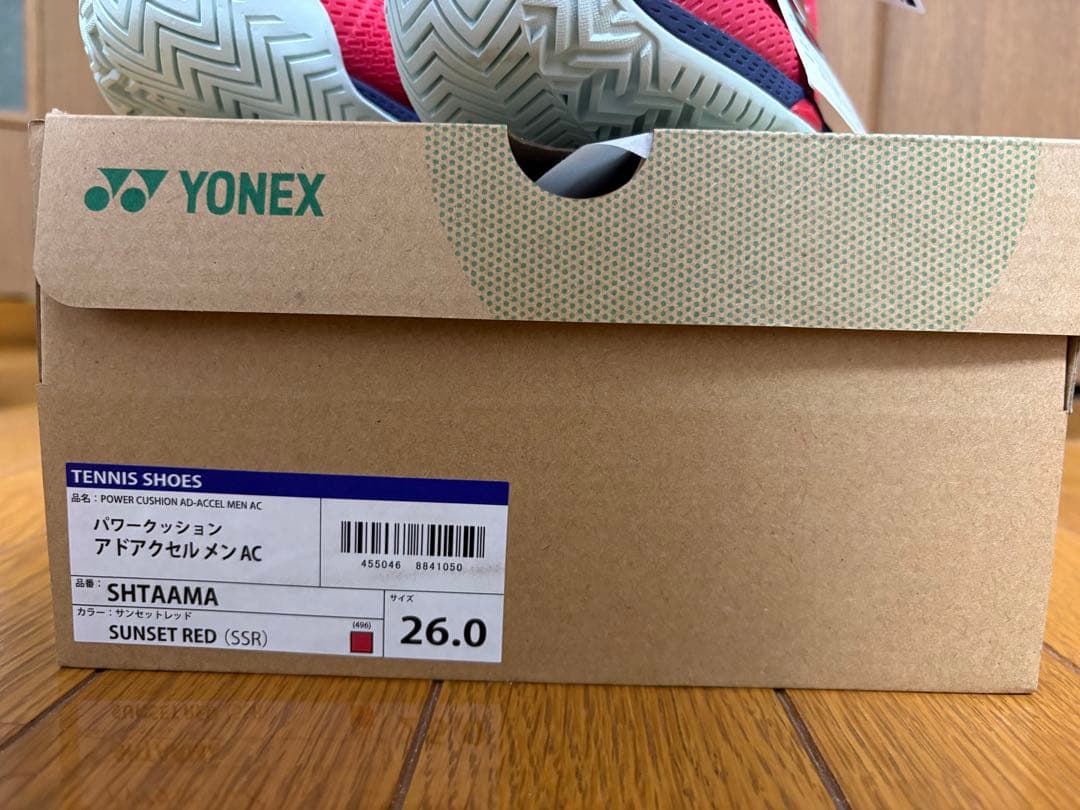 YONEX
TENNIS SHOES
品名：POWER CUSHION AD-ACCEL MEN AC
パワークッション
アドアクセル メン AC
455046 8841050
品番：
SHTAAMA
カラー：サンセットレッド
SUNSET RED (SSR)
(496)
サイズ
26.0